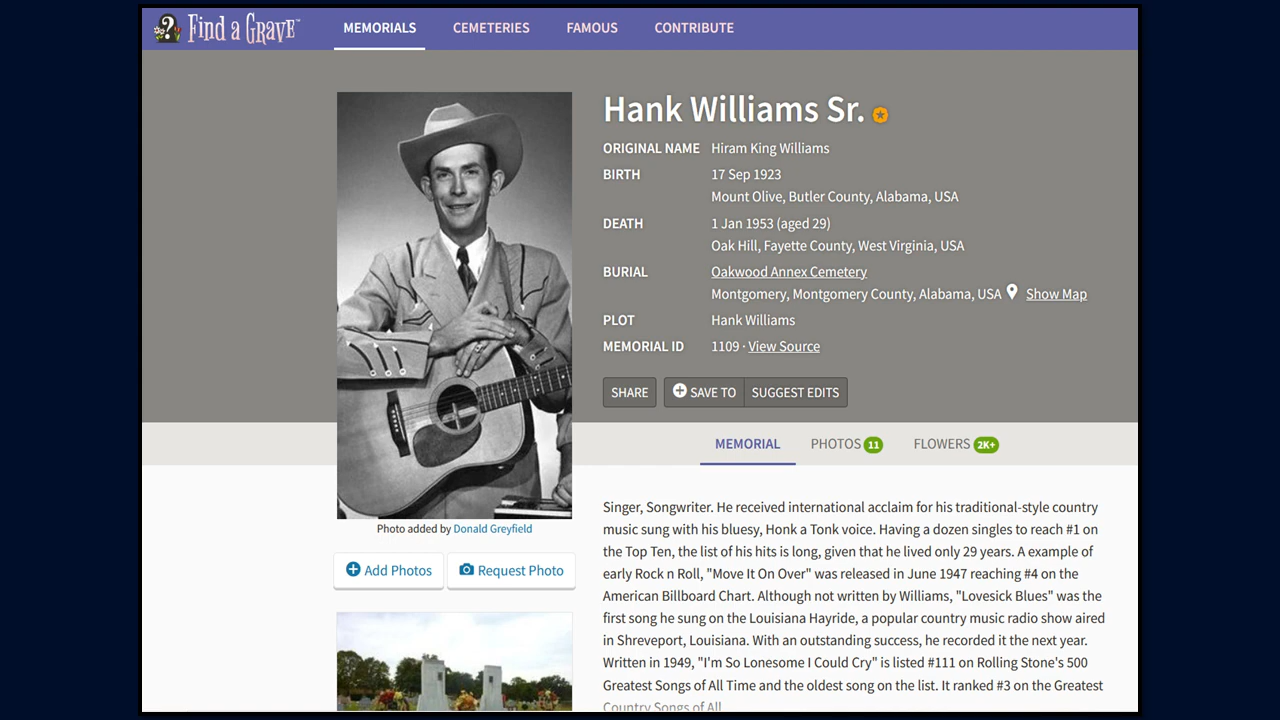 Find a Grave™
MEMORIALS CEMETERIES FAMOUS CONTRIBUTE
Hank Williams Sr.
ORIGINAL NAME Hiram King Williams
BIRTH 17 Sep 1923
Mount Olive, Butler County, Alabama, USA
DEATH 1 Jan 1953 (aged 29)
Oak Hill, Fayette County, West Virginia, USA
BURIAL Oakwood Annex Cemetery
Montgomery, Montgomery County, Alabama, USA Show Map
PLOT Hank Williams
MEMORIAL ID 1109 · View Source
SHARE SAVE TO SUGGEST EDITS
MEMORIAL PHOTOS 11 FLOWERS 2K+
Photo added by Donald Greyfield
Add Photos Request Photo
Singer, Songwriter. He received international acclaim for his traditional-style country
music sung with his bluesy, Honk a Tonk voice. Having a dozen singles to reach #1 on
the Top Ten, the list of his hits is long, given that he lived only 29 years. A example of
early Rock n Roll, "Move It On Over" was released in June 1947 reaching #4 on the
American Billboard Chart. Although not written by Williams, "Lovesick Blues" was the
first song he sung on the Louisiana Hayride, a popular country music radio show aired
in Shreveport, Louisiana. With an outstanding success, he recorded it the next year.
Written in 1949, "I'm So Lonesome I Could Cry" is listed #111 on Rolling Stone's 500
Greatest Songs of All Time and the oldest song on the list. It ranked #3 on the Greatest
Country Songs of All